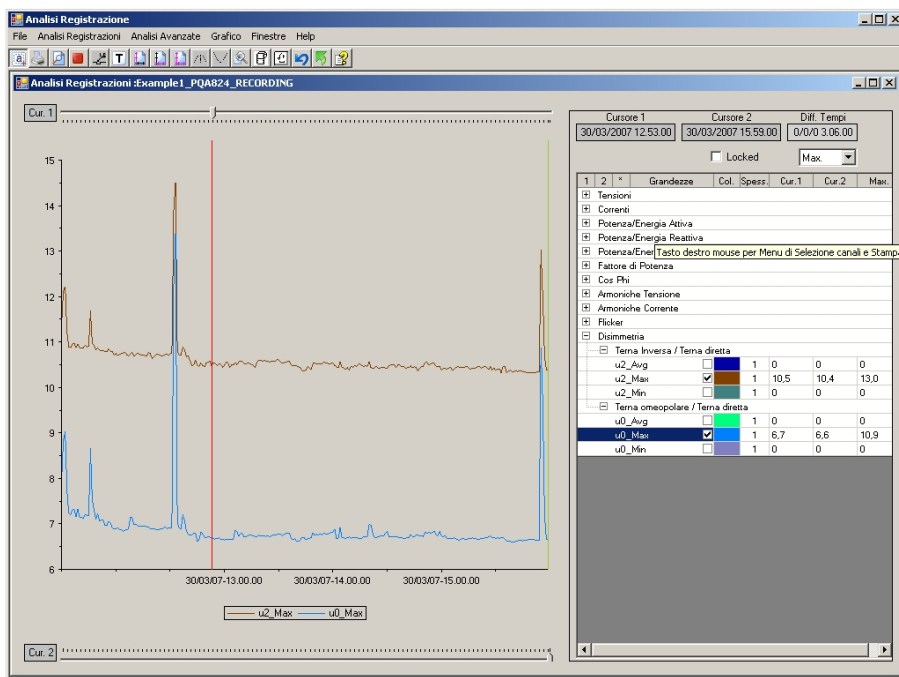 Analisi Registrazione
File Analisi Registrazioni Analisi Avanzate Grafico Finestre Help
Analisi Registrazioni :Example1_PQA824_RECORDING
Cur. 1
Cursore 1 Cursore 2 Diff. Tempi
30/03/2007 12.53.00 30/03/2007 15.59.00 0/0/0 3.06.00
Locked Max.
1 2 * Grandezze Col. Spess. Cur.1 Cur.2 Max.
Tensioni
Correnti
Potenza/Energia Attiva
Potenza/Energia Reattiva
Potenza/Ener
Tasto destro mouse per Menu di Selezione canali e Stampa
Fattore di Potenza
Cos Phi
Armoniche Tensione
Armoniche Corrente
Flicker
Disimmetria
Terna Inversa / Terna diretta
u2_Avg 1 0 0 0
u2_Max 1 10,5 10,4 13,0
u2_Min 1 0 0 0
Terna omeopolare / Terna diretta
u0_Avg 1 0 0 0
u0_Max 1 6,7 6,6 10,9
u0_Min 1 0 0 0
15
14
13
12
11
10
9
8
7
6
30/03/07-13.00.00 30/03/07-14.00.00 30/03/07-15.00.00
u2_Max u0_Max
Cur. 2